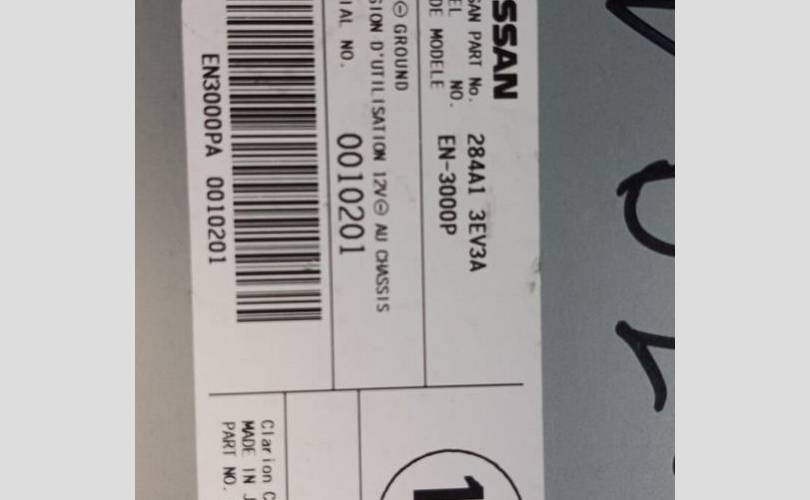 SSAN
SAN PART No. 284A1 3EV3A
EL NO. EN-3000P
DE MODELE
⊖ GROUND
SION D'UTILISATION 12V⊖ AU CHASSIS
IAL NO. 0010201
EN3000PA 0010201
Clarion C
MADE IN J
PART NO.
1